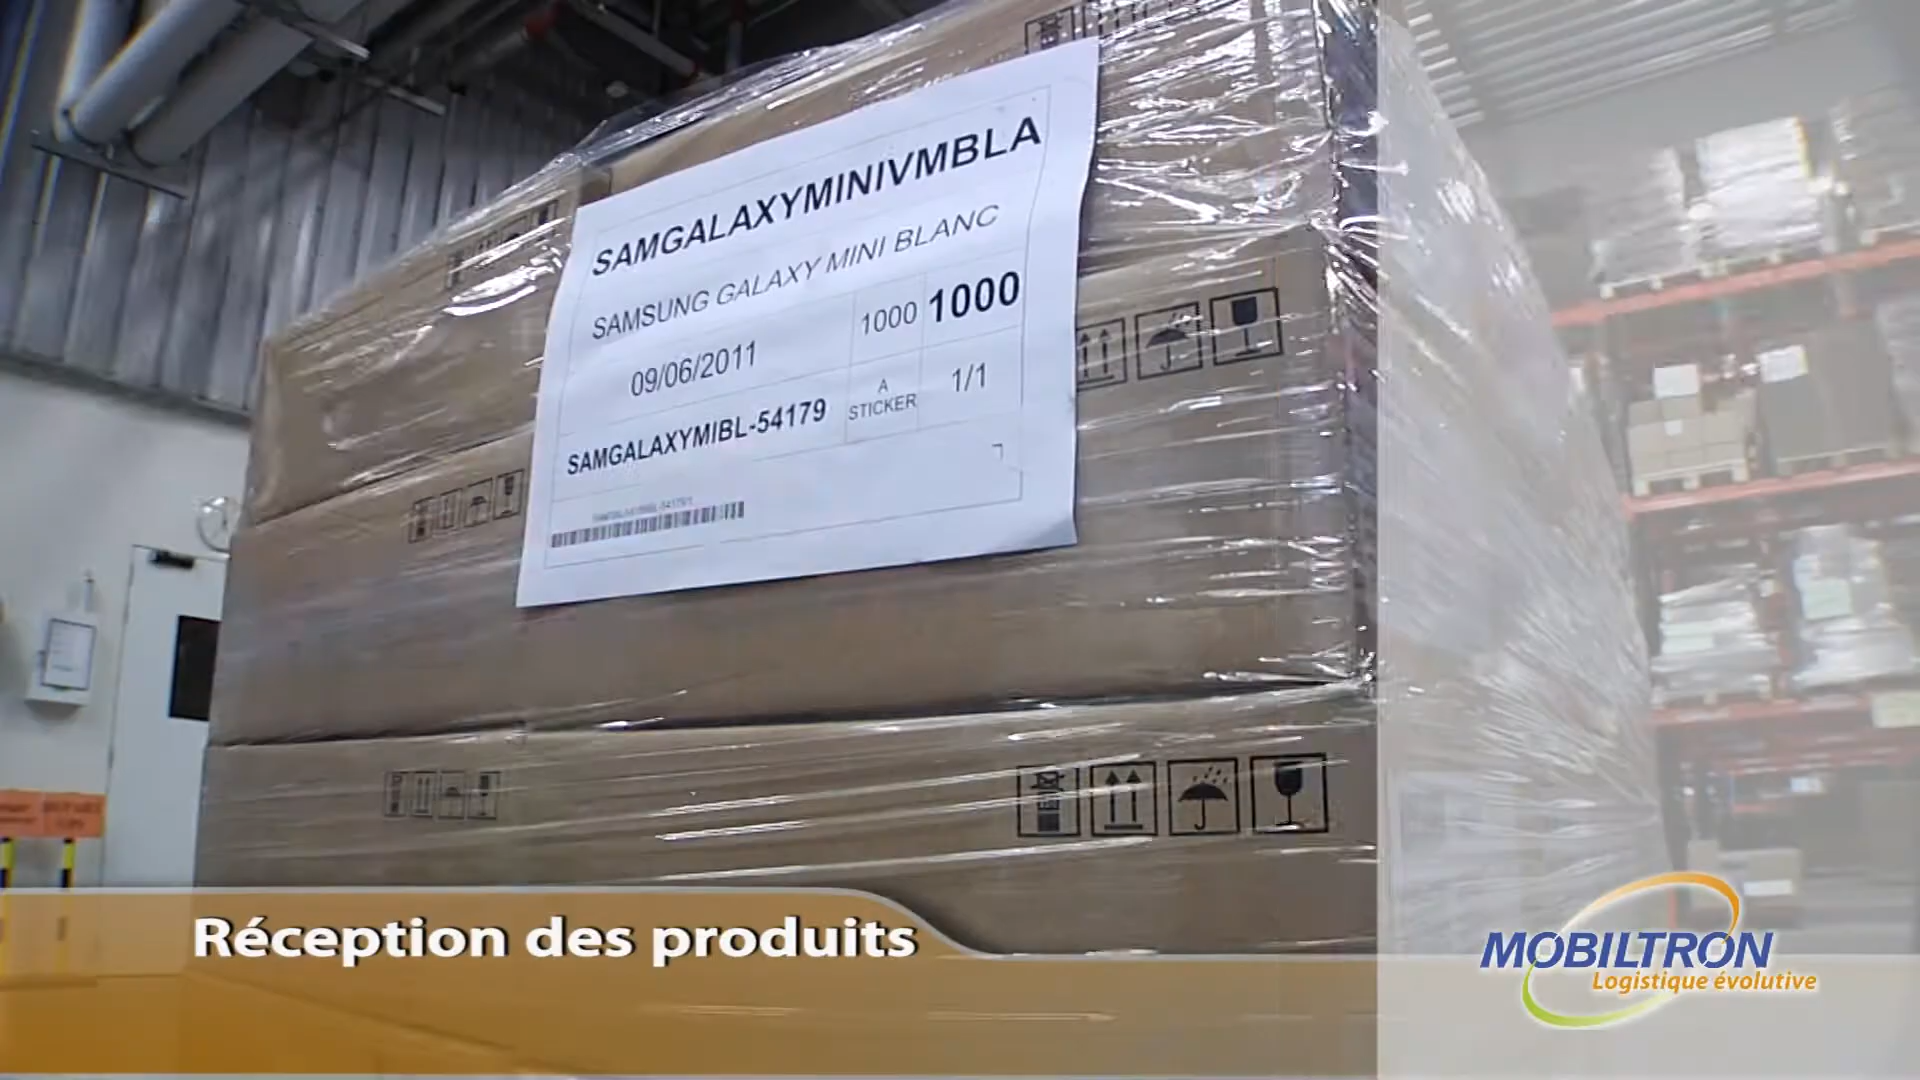 SAMGALAXYMINIVMBLA
SAMSUNG GALAXY MINI BLANC
09/06/2011
1000 1000
SAMGALAXYMIBL-54179
A
STICKER
1/1
Réception des produits
MOBILTRON
Logistique évolutive